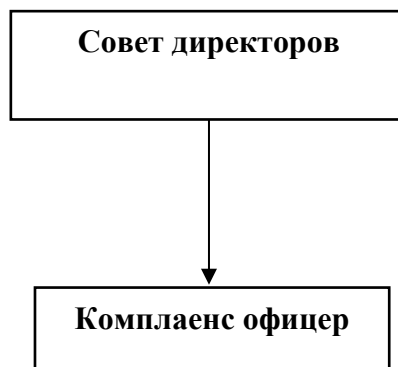 Совет директоров
Комплаенс офицер